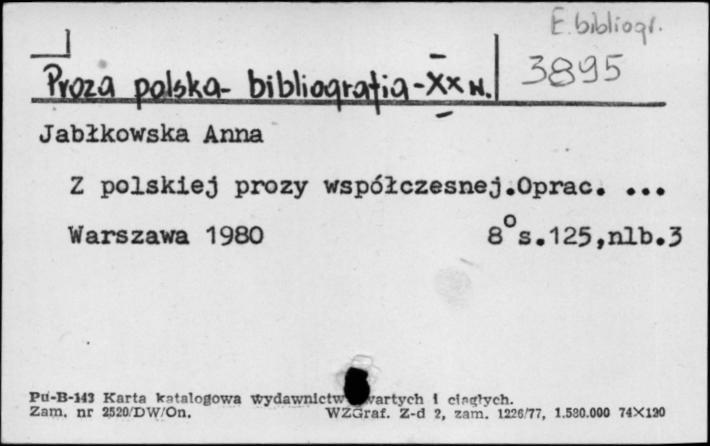 E. bibliogr.
3895
Proza polska- bibliografia-XX w.
Jabłkowska Anna
Z polskiej prozy współczesnej.Oprac. ...
Warszawa 1980 8°s.125,nlb.3
Pu-B-143 Karta katalogowa wydawnictw wartych i ciągłych.
Zam. nr 2520/DW/On. WZGraf. Z-d 2, zam. 1226/77, 1.580.000 74X120